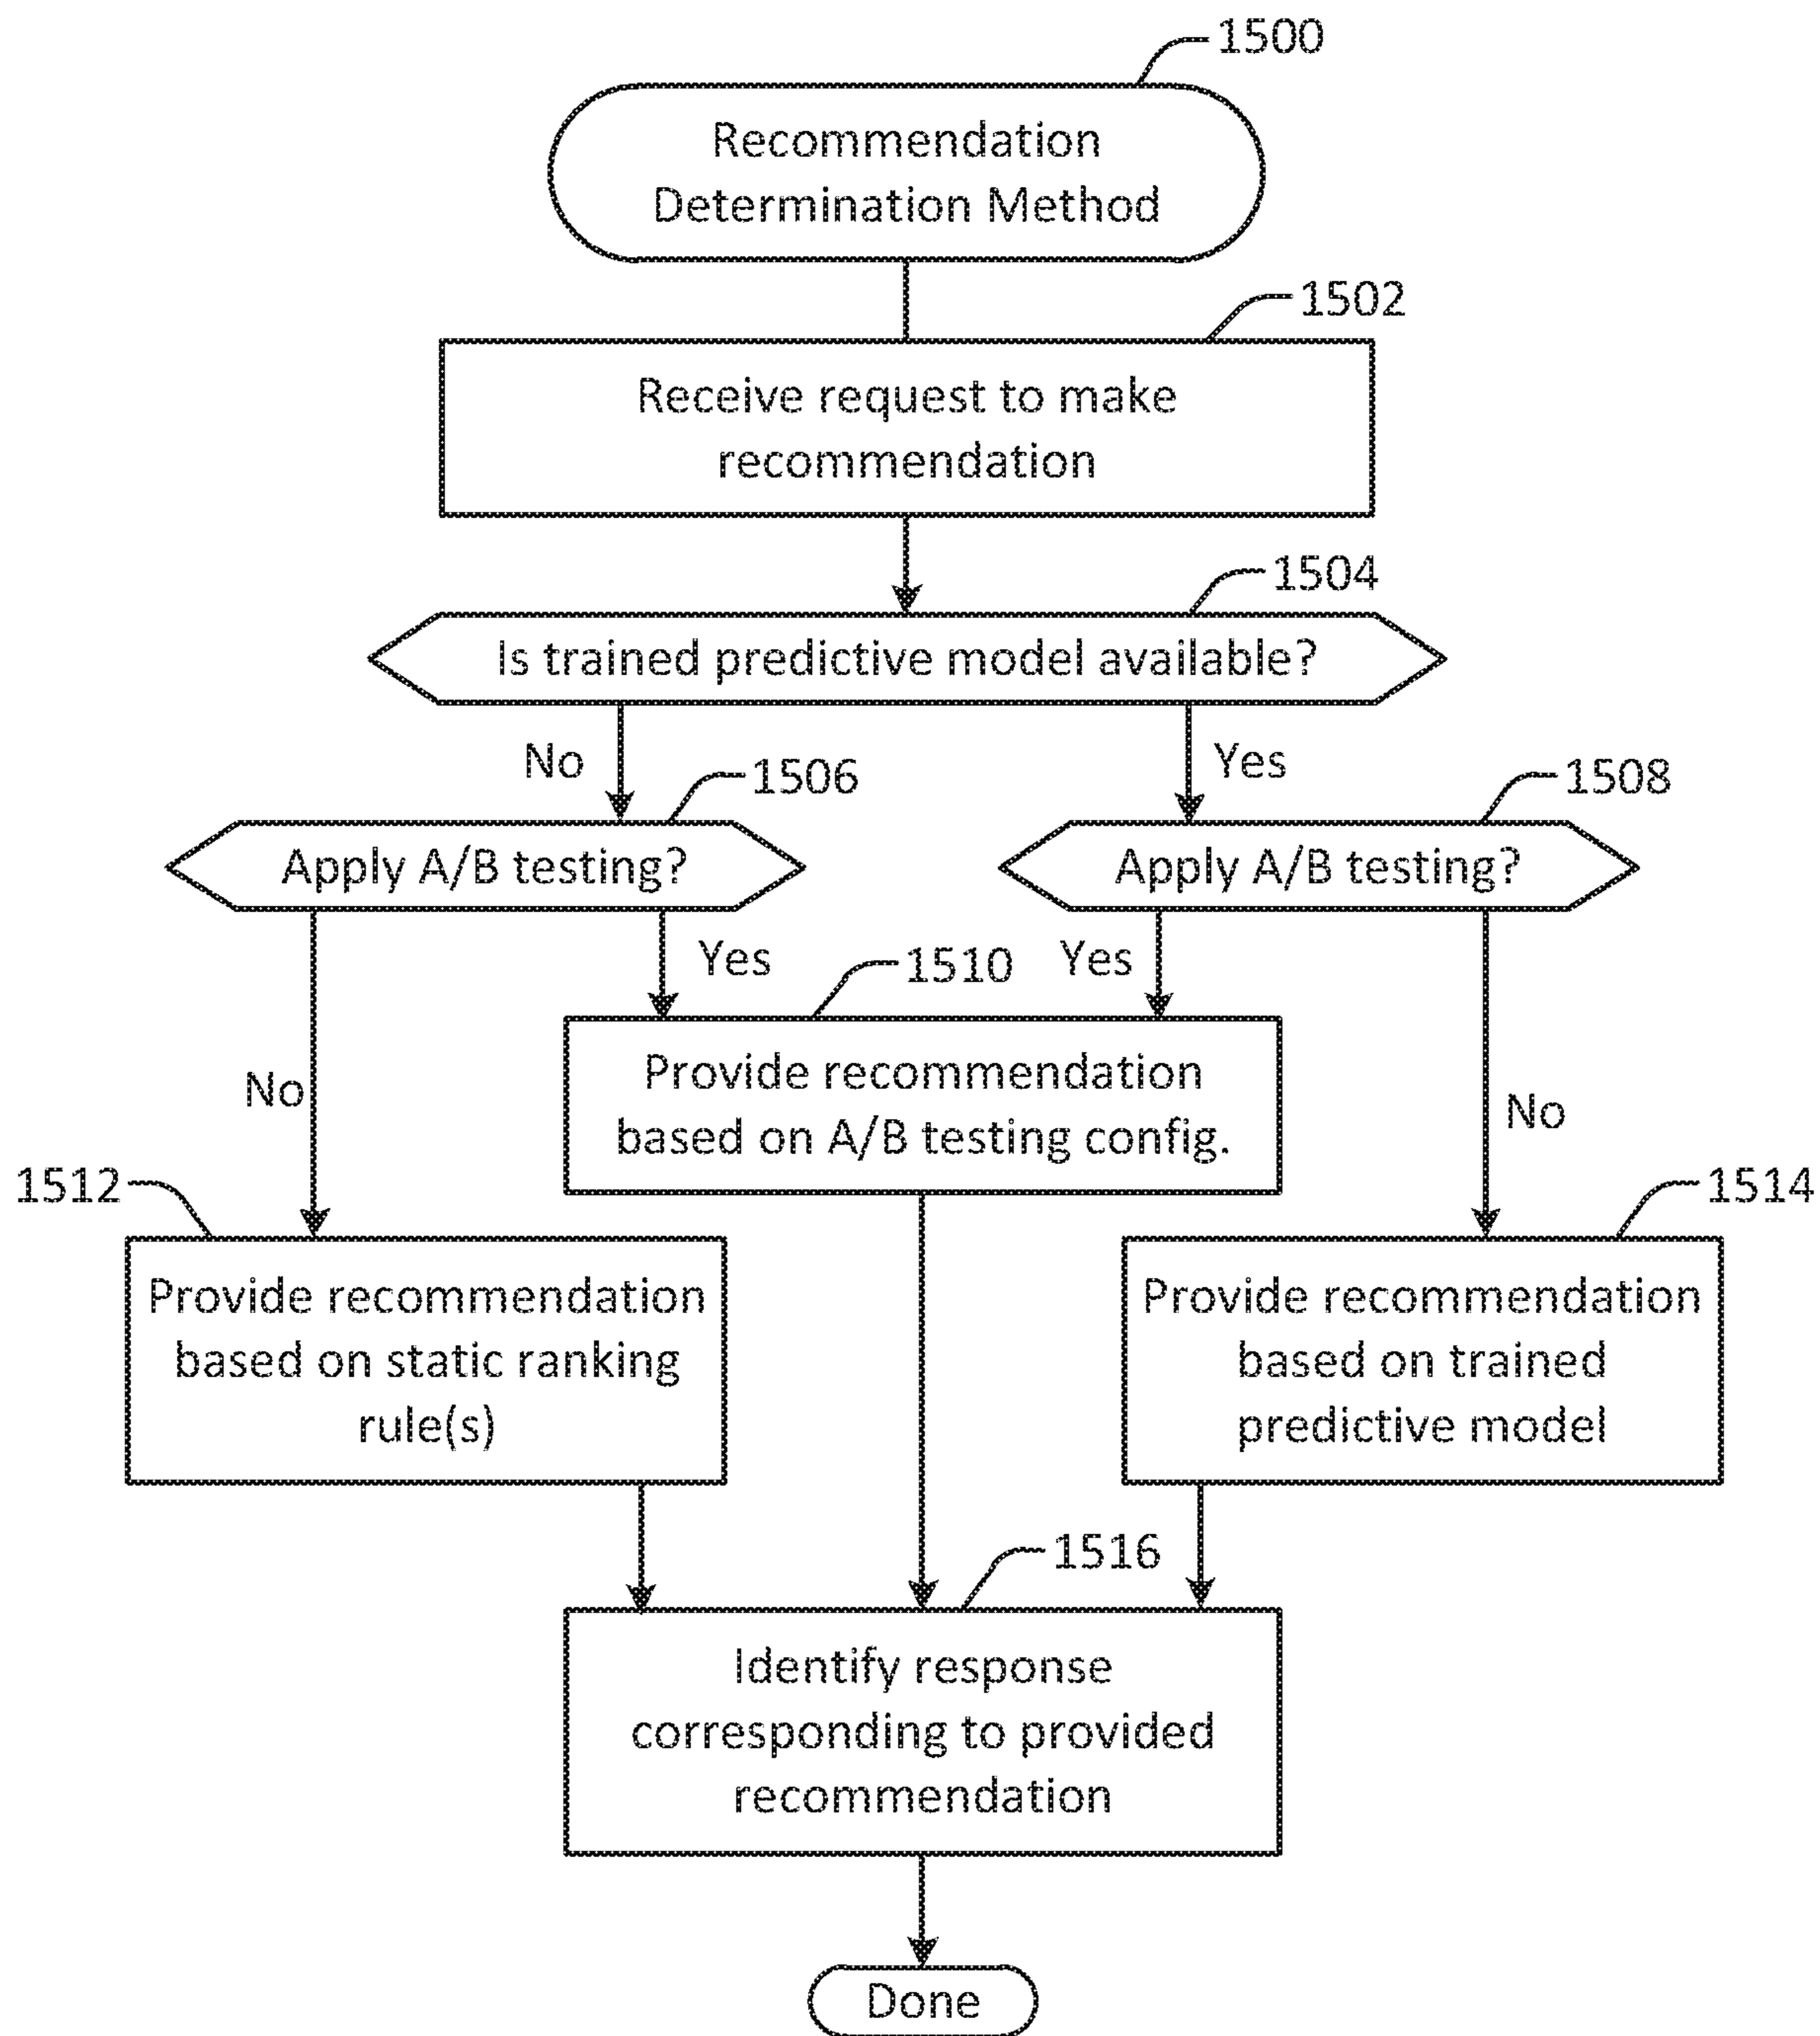 1500
Recommendation
Determination Method
1502
Receive request to make
recommendation
1504
Is trained predictive model available?
No
Yes
1506
1508
Apply A/B testing?
Apply A/B testing?
Yes
1510
Yes
Provide recommendation
based on A/B testing config.
No
No
1512
1514
Provide recommendation
based on static ranking
rule(s)
Provide recommendation
based on trained
predictive model
1516
Identify response
corresponding to provided
recommendation
Done